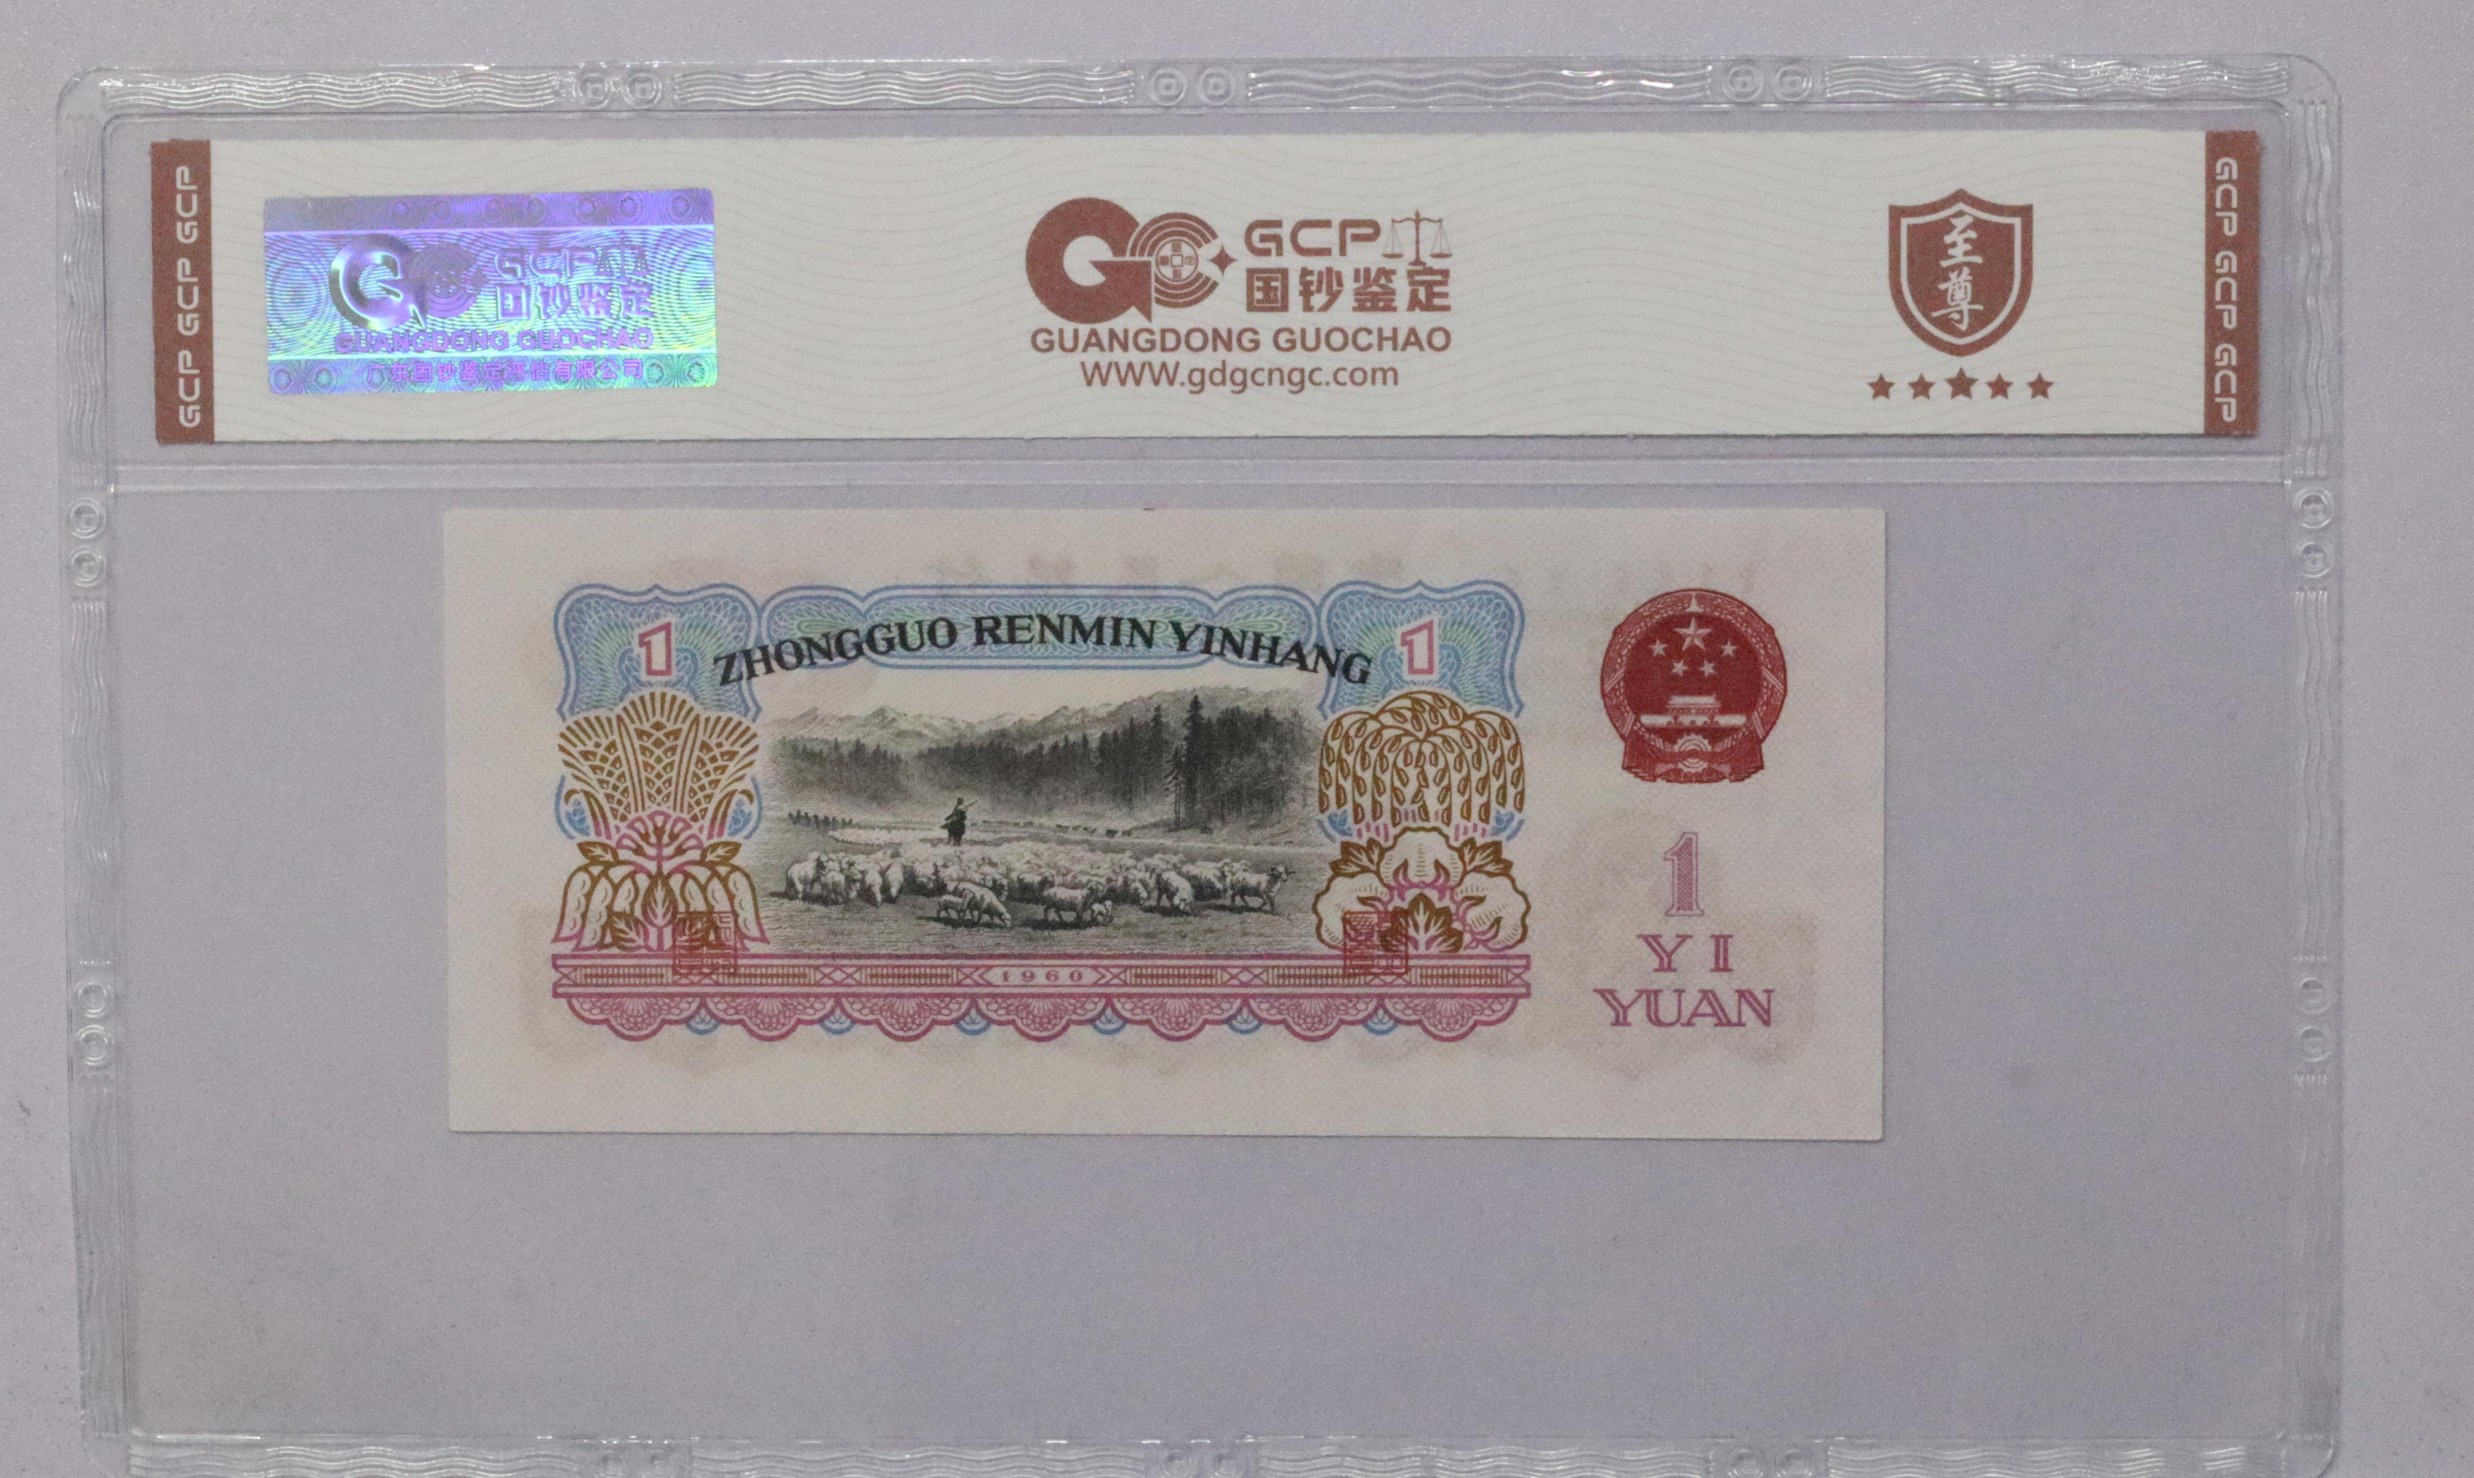 GCP GCP GCP
GCP
国钞鉴定
GUANGDONG GUOCHAO
广东国钞鉴定评估有限公司
GCP
国钞鉴定
GUANGDONG GUOCHAO
WWW.gdgcngc.com
至尊
GCP GCP GCP
1
ZHONGGUO RENMIN YINHANG
1
1960
1
YI
YUAN